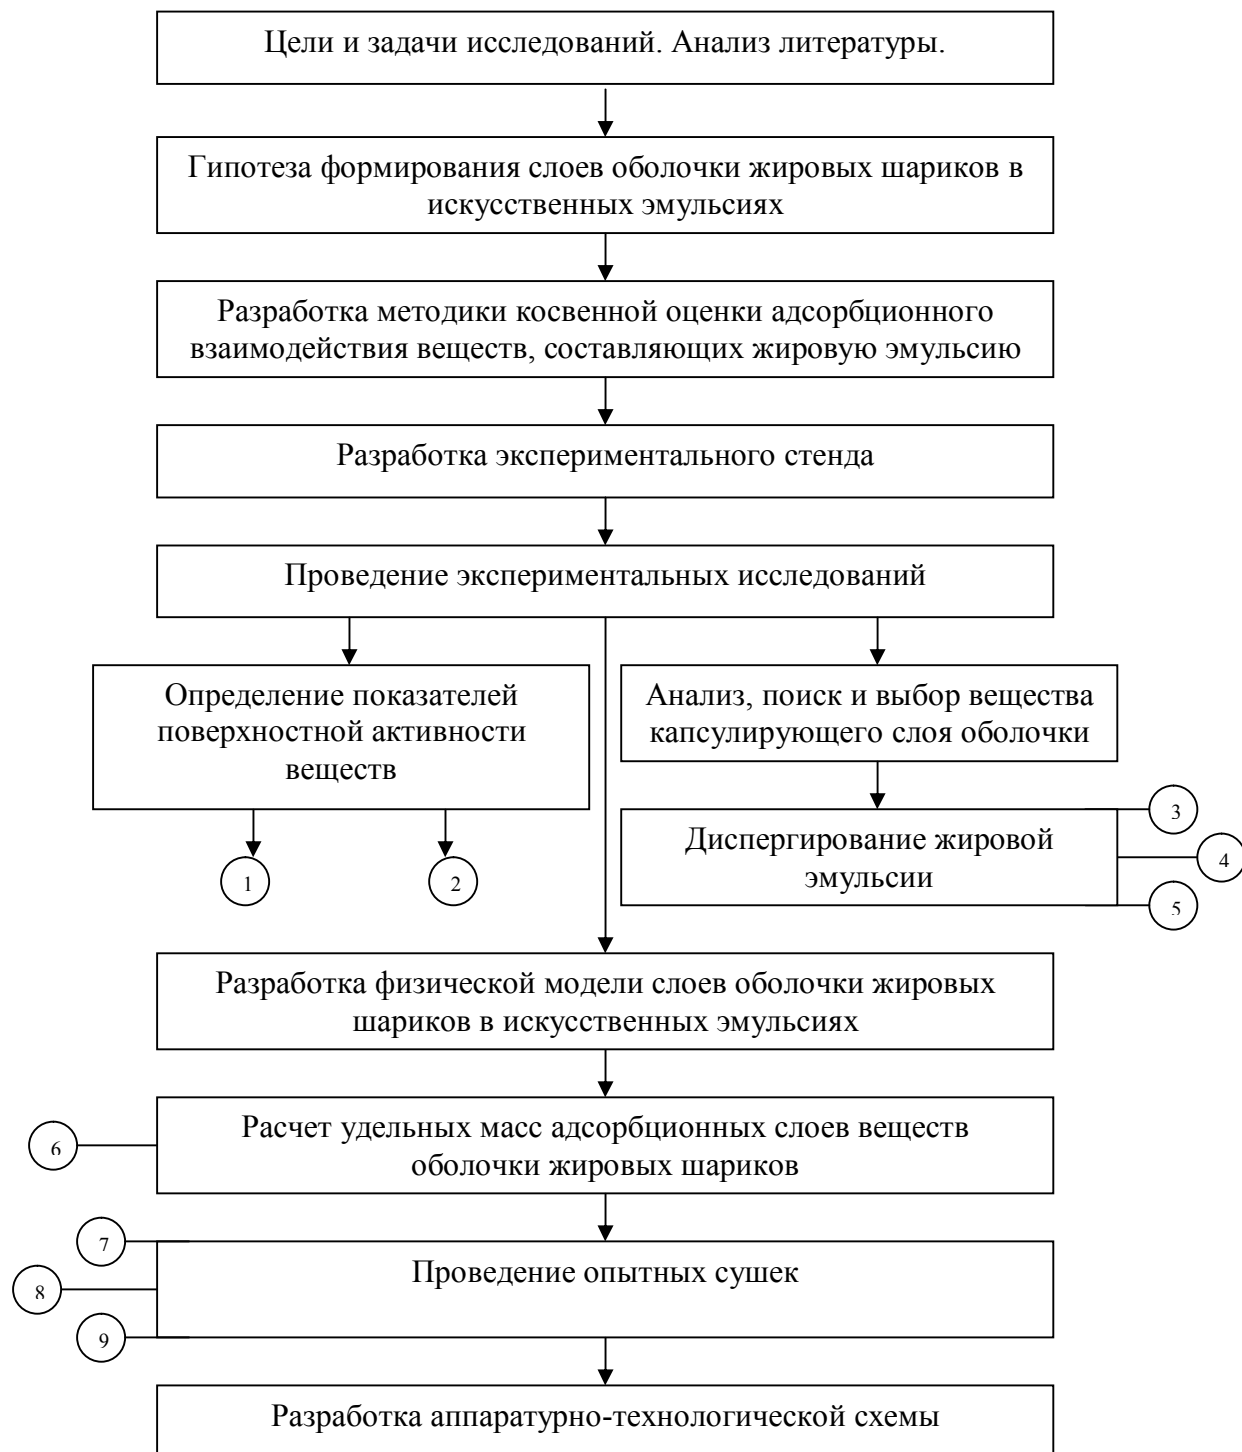 Цели и задачи исследований. Анализ литературы.
Гипотеза формирования слоев оболочки жировых шариков в
искусственных эмульсиях
Разработка методики косвенной оценки адсорбционного
взаимодействия веществ, составляющих жировую эмульсию
Разработка экспериментального стенда
Проведение экспериментальных исследований
Определение показателей
поверхностной активности
веществ
Анализ, поиск и выбор вещества
капсулирующего слоя оболочки
3
Диспергирование жировой
эмульсии
4
1
2
5
Разработка физической модели слоев оболочки жировых
шариков в искусственных эмульсиях
6
Расчет удельных масс адсорбционных слоев веществ
оболочки жировых шариков
7
Проведение опытных сушек
8
9
Разработка аппаратурно-технологической схемы